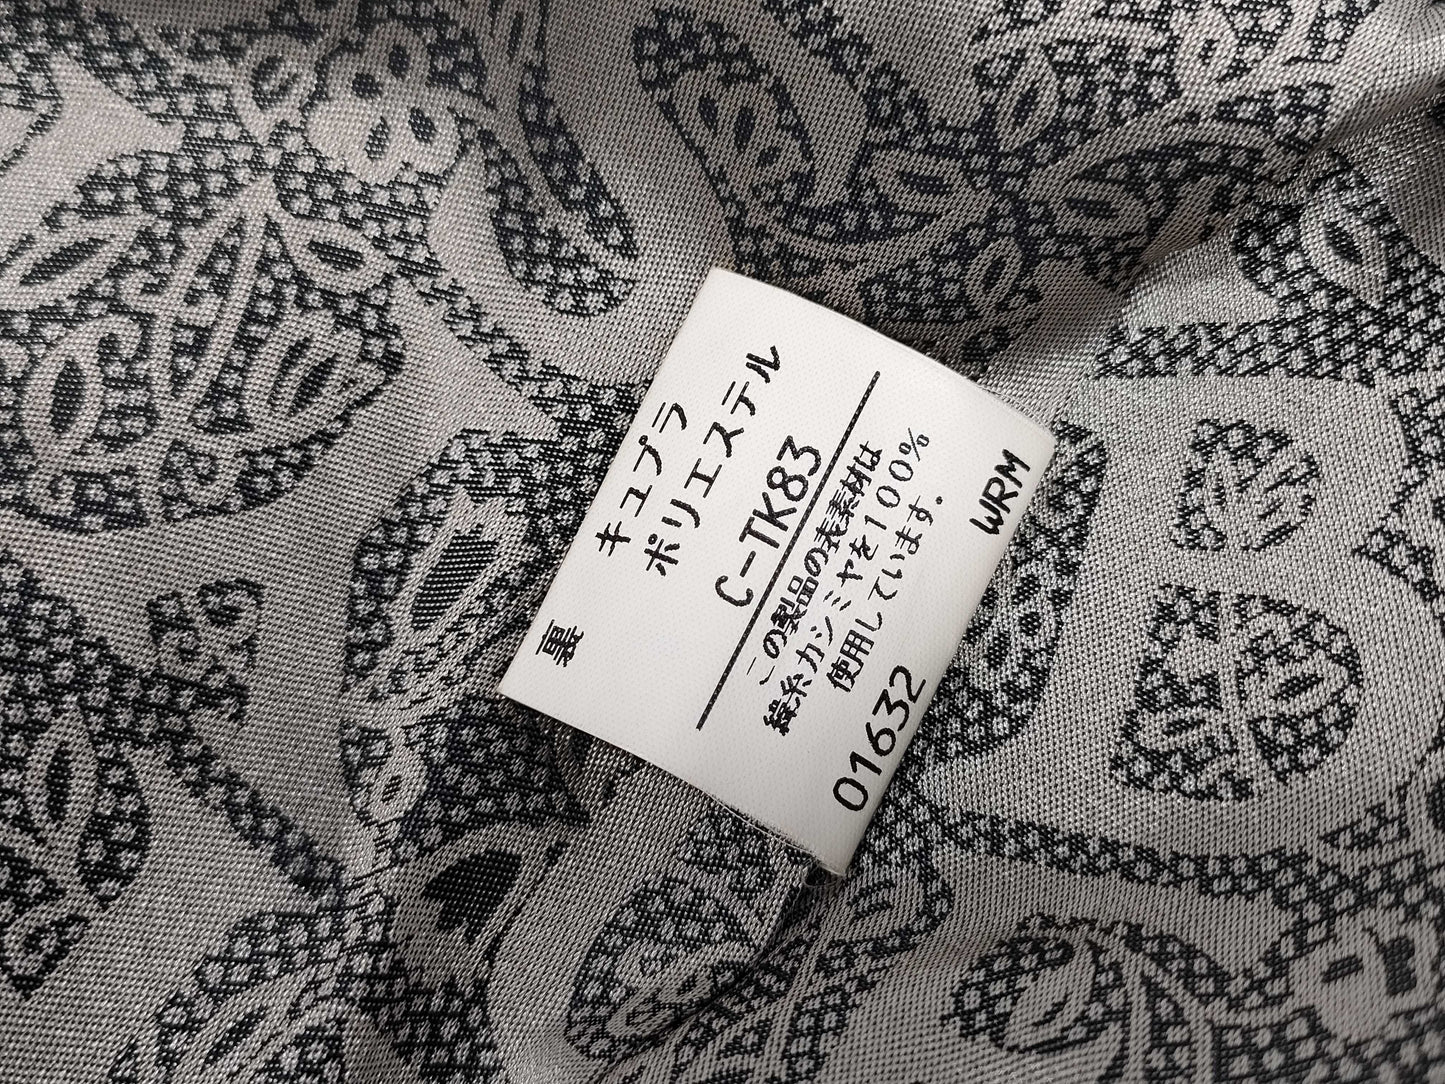 裏 キュプラ
ポリエステル
C-TK83
この製品の表素材は
緯糸カシミヤを100%
使用しています。
01632 WRM